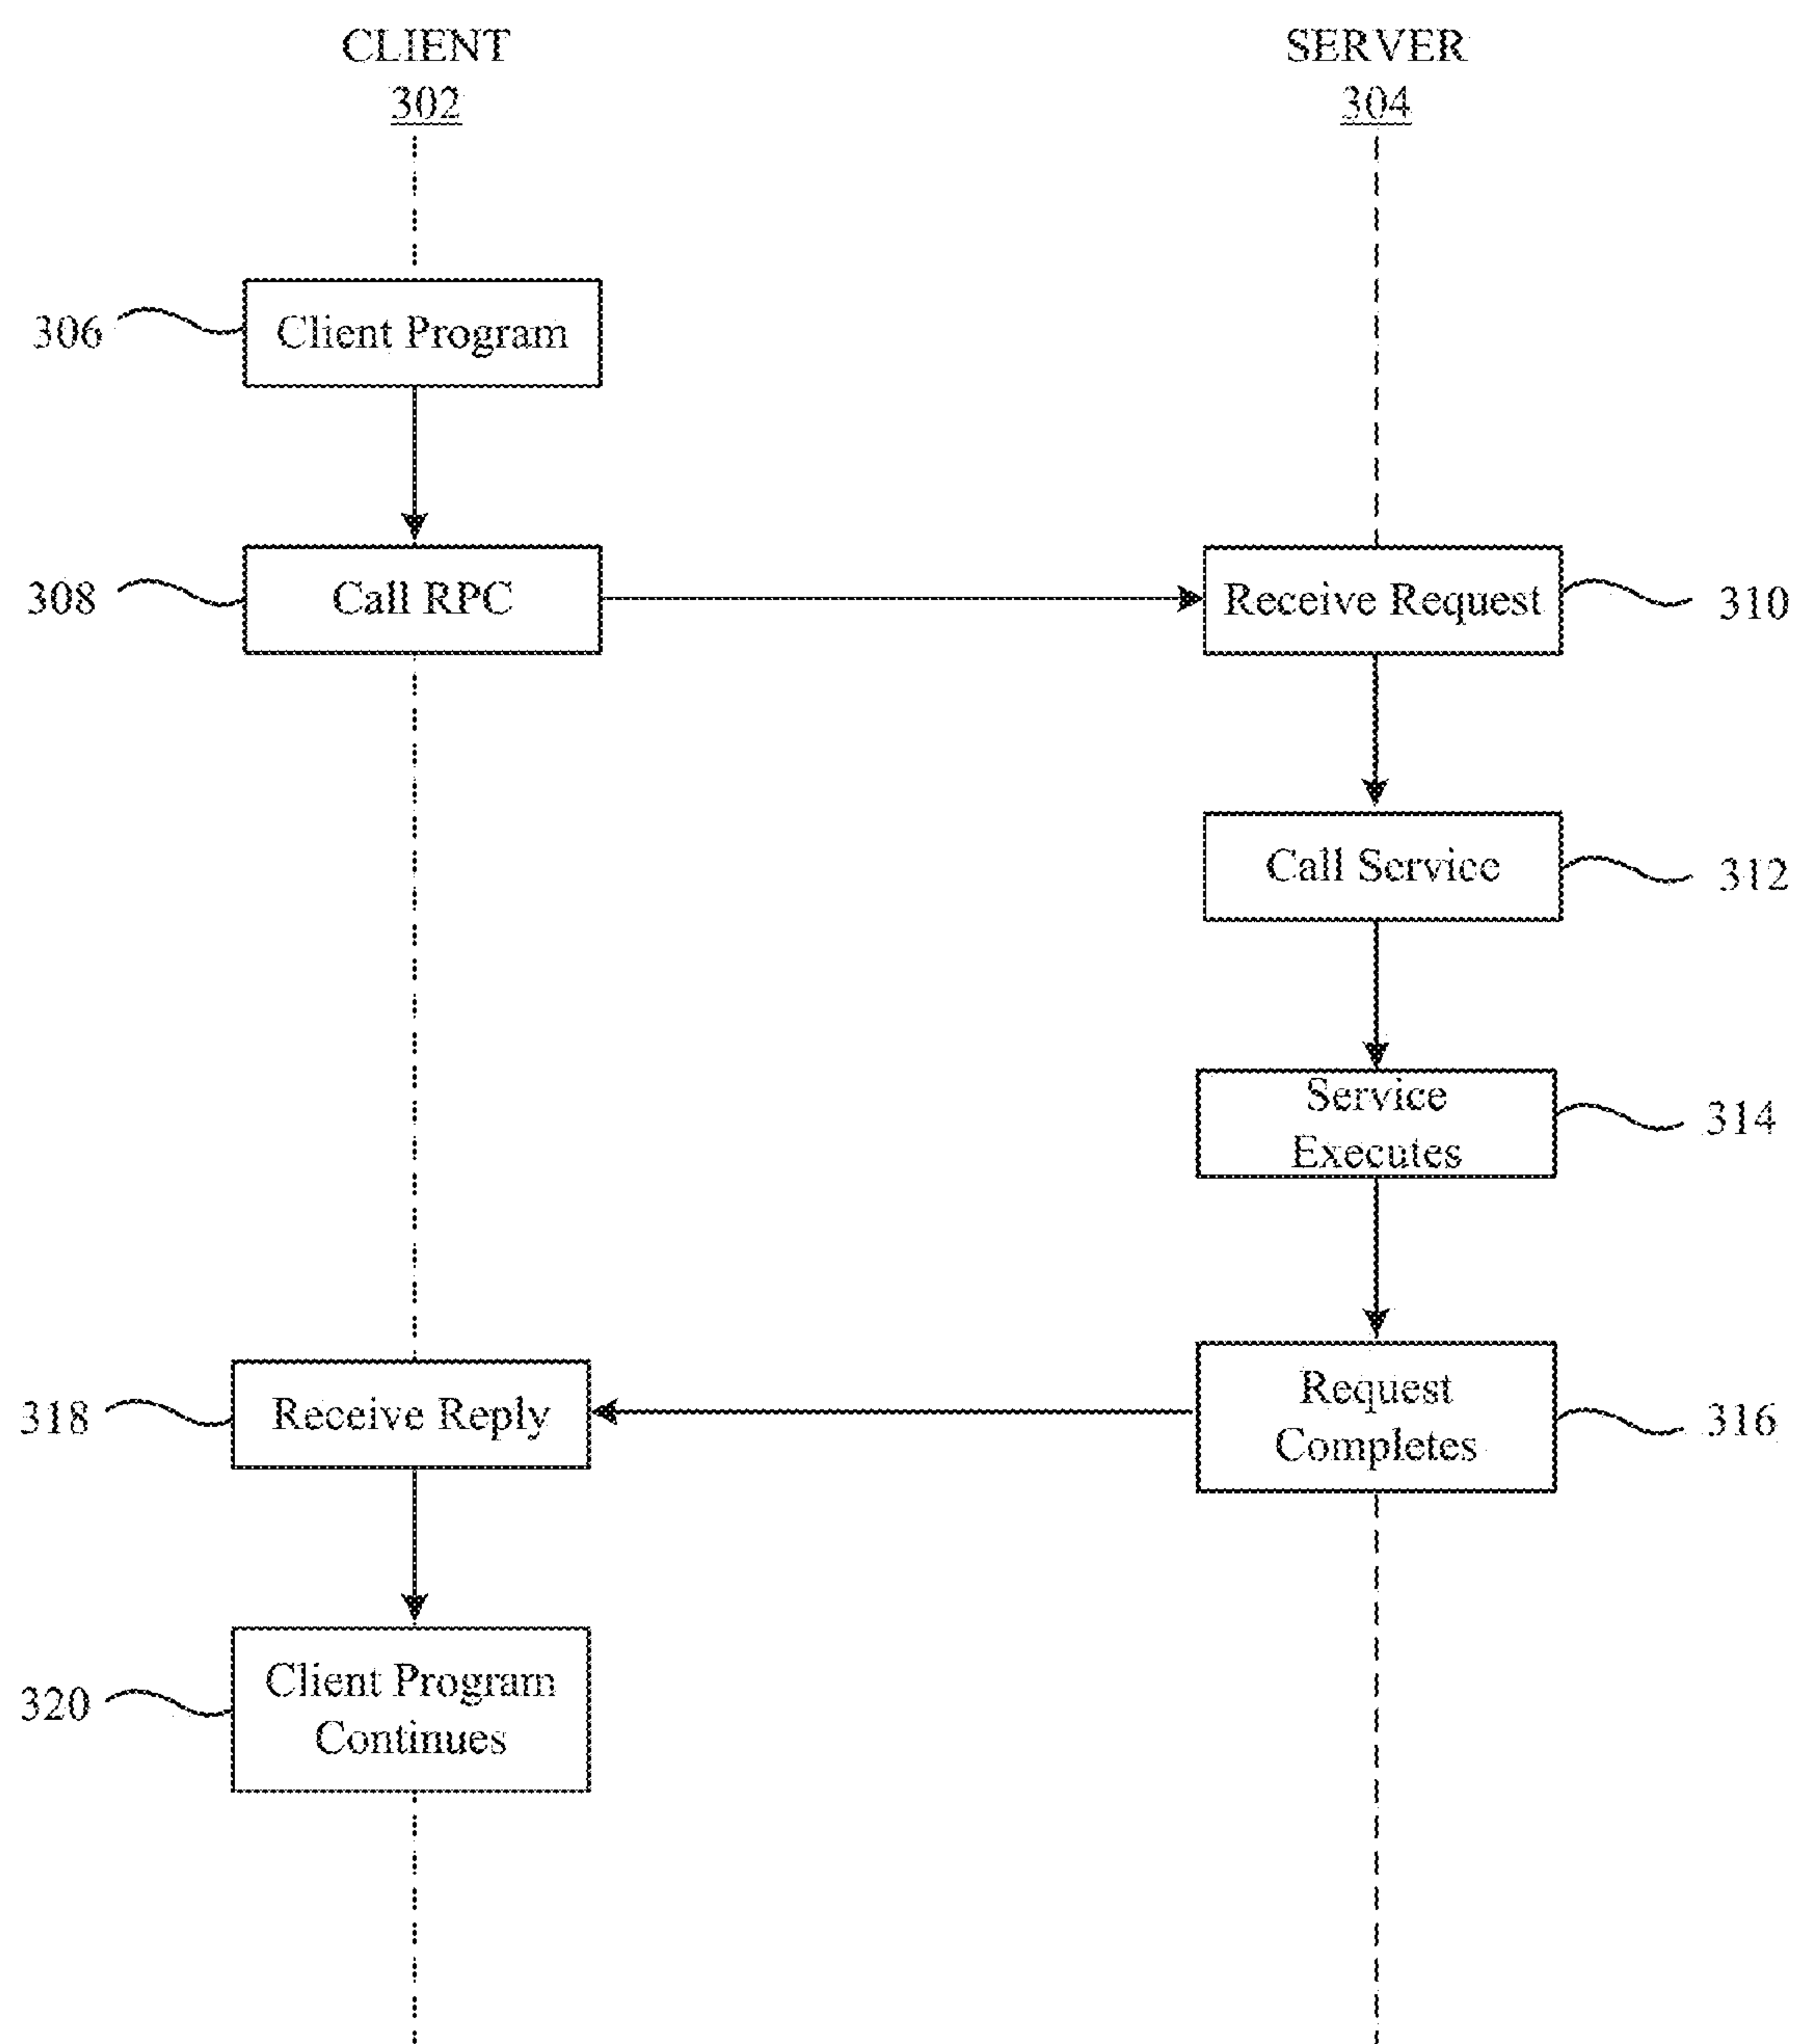 CLIENT
302
SERVER
304
306
Client Program
308
Call RPC
Receive Request
310
Call Service
312
Service
Executes
314
318
Receive Reply
Request
Completes
316
320
Client Program
Continues